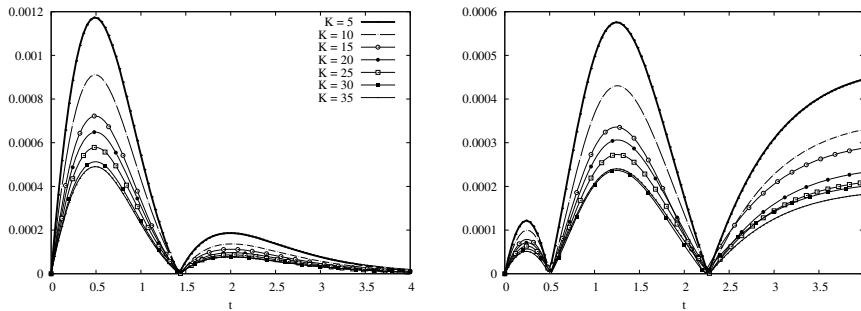 0.0012
0.001
0.0008
0.0006
0.0004
0.0002
0
0 0.5 1 1.5 2 2.5 3 3.5 4
t
K = 5
K = 10
K = 15
K = 20
K = 25
K = 30
K = 35
0.0006
0.0005
0.0004
0.0003
0.0002
0.0001
0
0 0.5 1 1.5 2 2.5 3 3.5 4
t